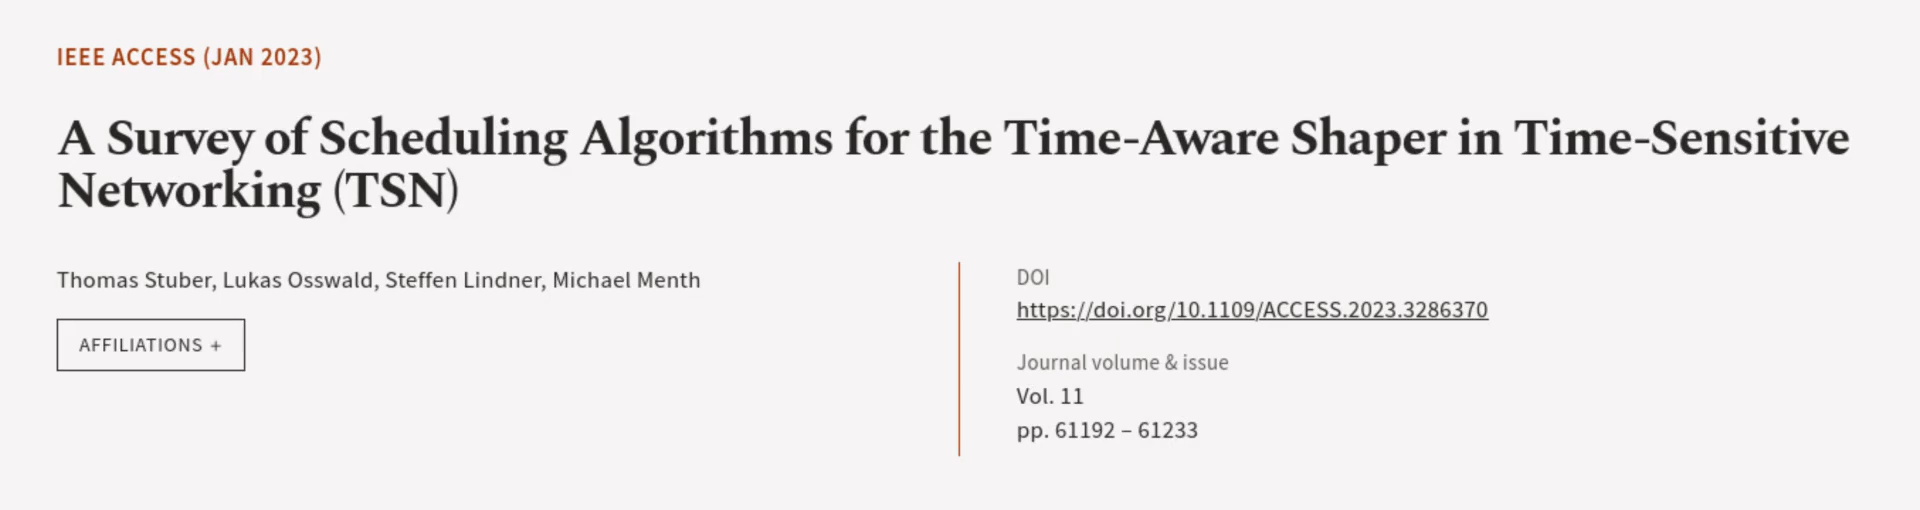 IEEE ACCESS (JAN 2023)
A Survey of Scheduling Algorithms for the Time-Aware Shaper in Time-Sensitive
Networking (TSN)
Thomas Stuber, Lukas Osswald, Steffen Lindner, Michael Menth
AFFILIATIONS +
DOI
https://doi.org/10.1109/ACCESS.2023.3286370
Journal volume & issue
Vol. 11
pp. 61192 – 61233